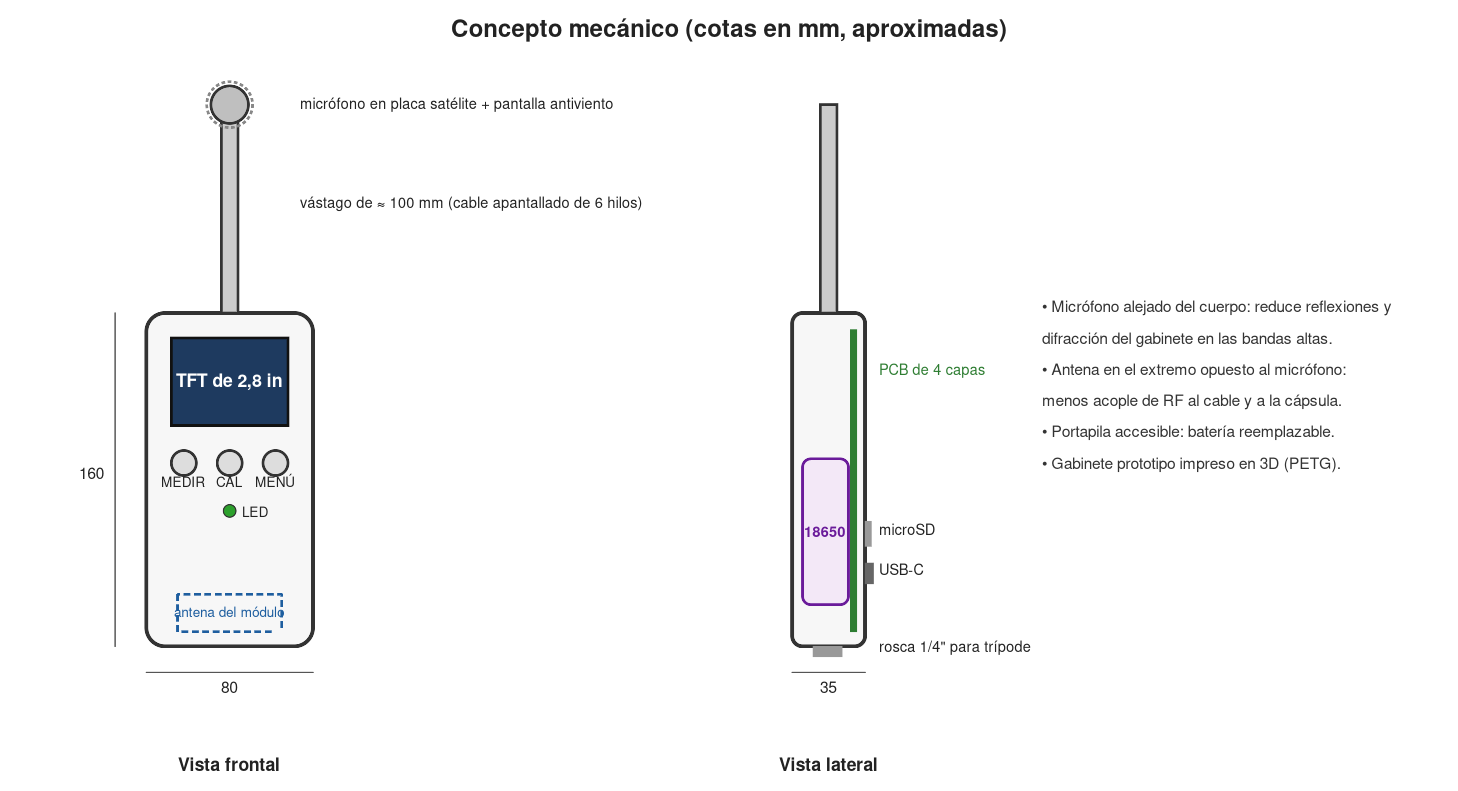 Concepto mecánico (cotas en mm, aproximadas)
micrófono en placa satélite + pantalla antiviento
vástago de ≈ 100 mm (cable apantallado de 6 hilos)
TFT de 2,8 in
MEDIR CAL MENÚ
LED
antena del módulo
160
80
Vista frontal
PCB de 4 capas
18650
microSD
USB-C
rosca 1/4" para trípode
35
Vista lateral
• Micrófono alejado del cuerpo: reduce reflexiones y
difracción del gabinete en las bandas altas.
• Antena en el extremo opuesto al micrófono:
menos acople de RF al cable y a la cápsula.
• Portapila accesible: batería reemplazable.
• Gabinete prototipo impreso en 3D (PETG).